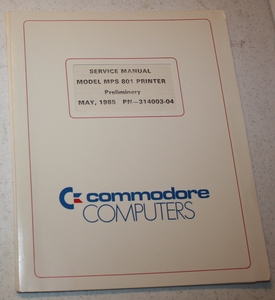 SERVICE MANUAL
MODEL MPS 801 PRINTER
Preliminary
MAY, 1985 PN-314003-04
commodore
COMPUTERS